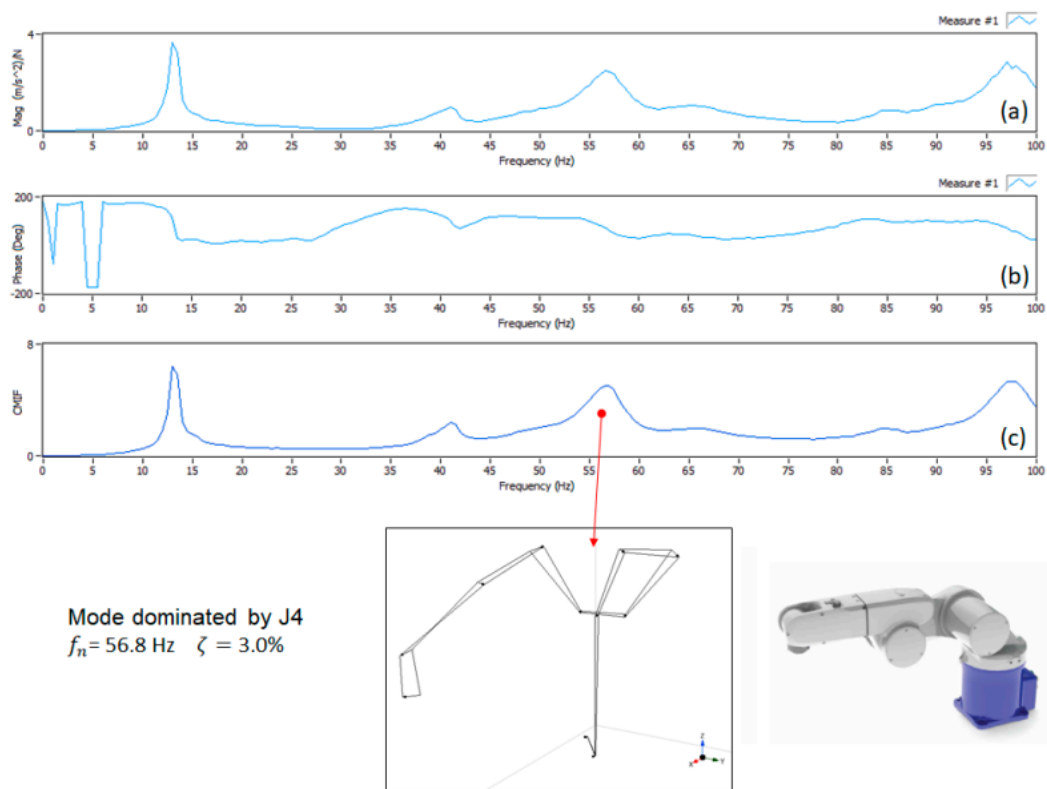 Measure #1
4
Mag (m/s^2)/N
0
0 5 10 15 20 25 30 35 40 45 50 55 60 65 70 75 80 85 90 95 100
Frequency (Hz)
(a)
Measure #1
200
Phase (Deg)
-200
0 5 10 15 20 25 30 35 40 45 50 55 60 65 70 75 80 85 90 95 100
Frequency (Hz)
(b)
8
CMIF
0
0 5 10 15 20 25 30 35 40 45 50 55 60 65 70 75 80 85 90 95 100
Frequency (Hz)
(c)
Mode dominated by J4
fn= 56.8 Hz ζ = 3.0%
Z
X
Y